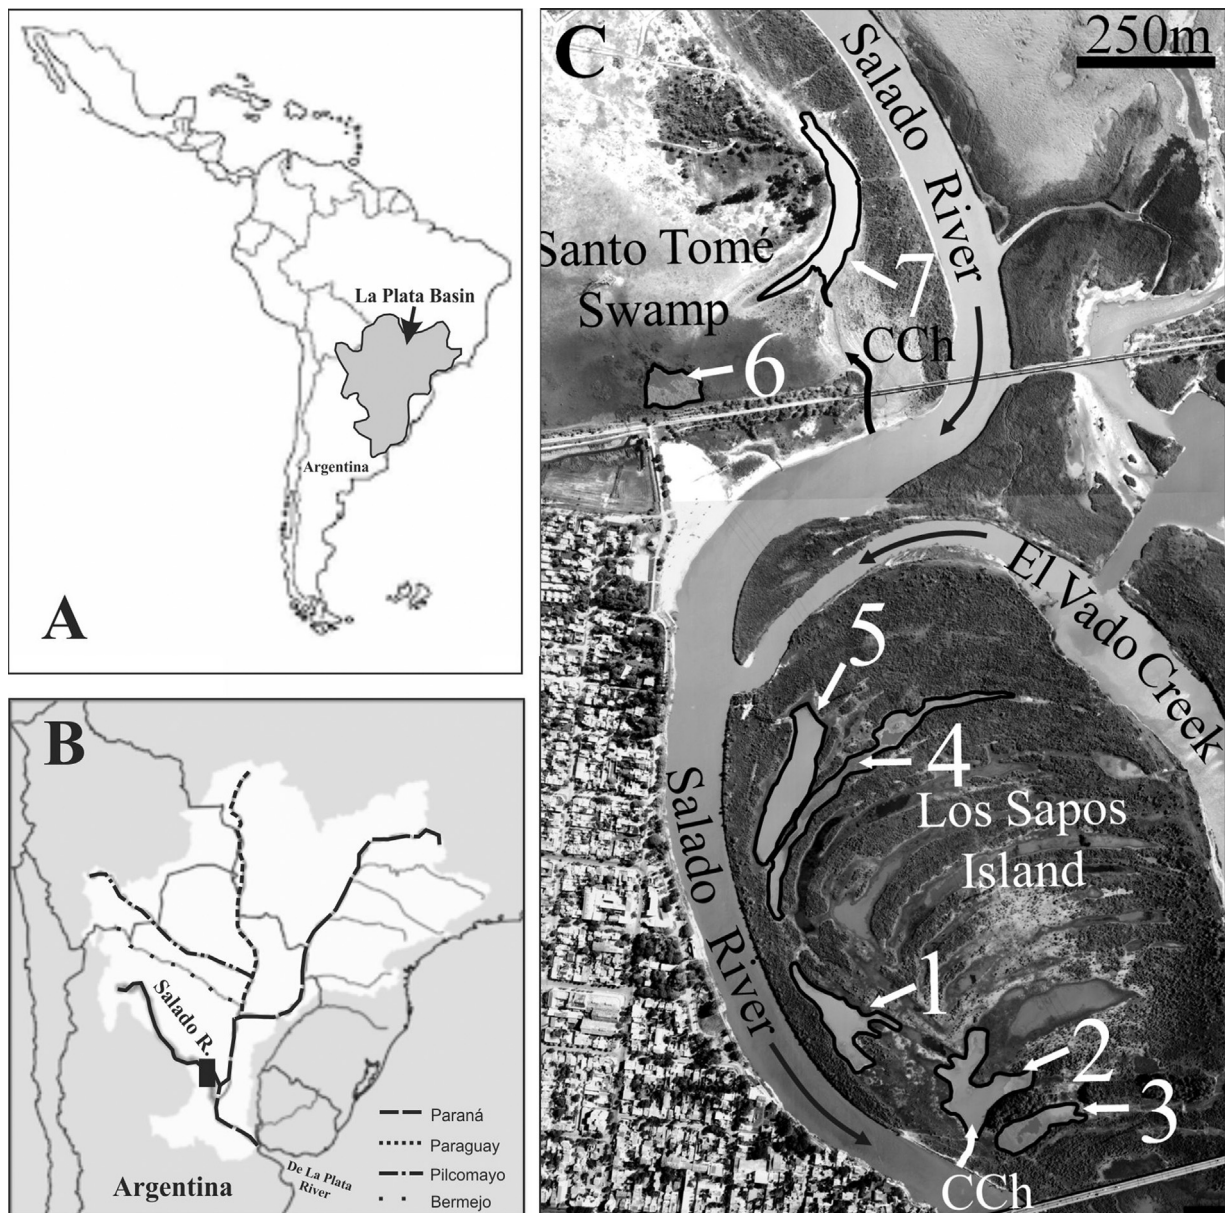 A
La Plata Basin
Argentina
B
Salado R.
Paraná
Paraguay
Pilcomayo
Bermejo
De La Plata
River
Argentina
C
250m
Salado River
Santo Tomé
Swamp
7
CCh
6
El Vado Creek
5
4
Los Sapos
Island
Salado River
1
2
3
CCh